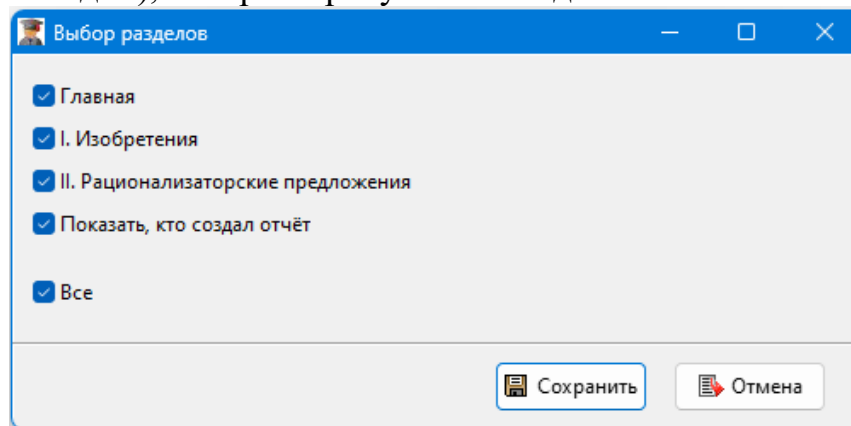 Выбор разделов
Главная
I. Изобретения
II. Рационализаторские предложения
Показать, кто создал отчёт
Все
Сохранить Отмена